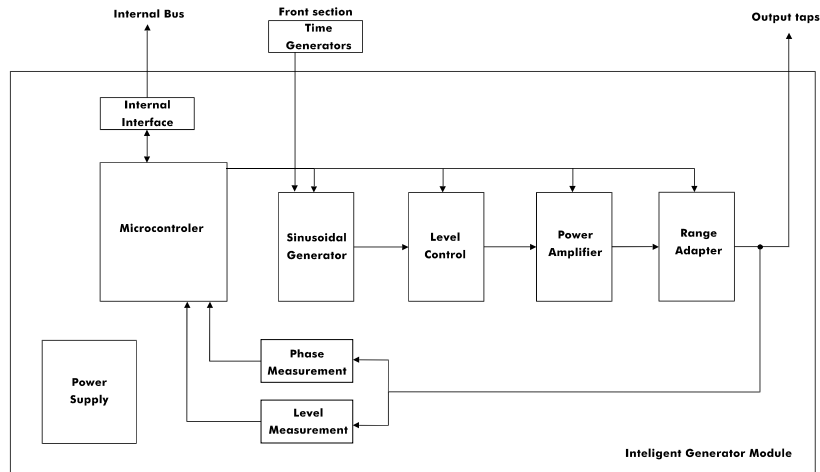 Internal Bus
Front section
Time
Generators
Output taps
Internal
Interface
Microcontroler
Sinusoidal
Generator
Level
Control
Power
Amplifier
Range
Adapter
Phase
Measurement
Power
Supply
Level
Measurement
Inteligent Generator Module